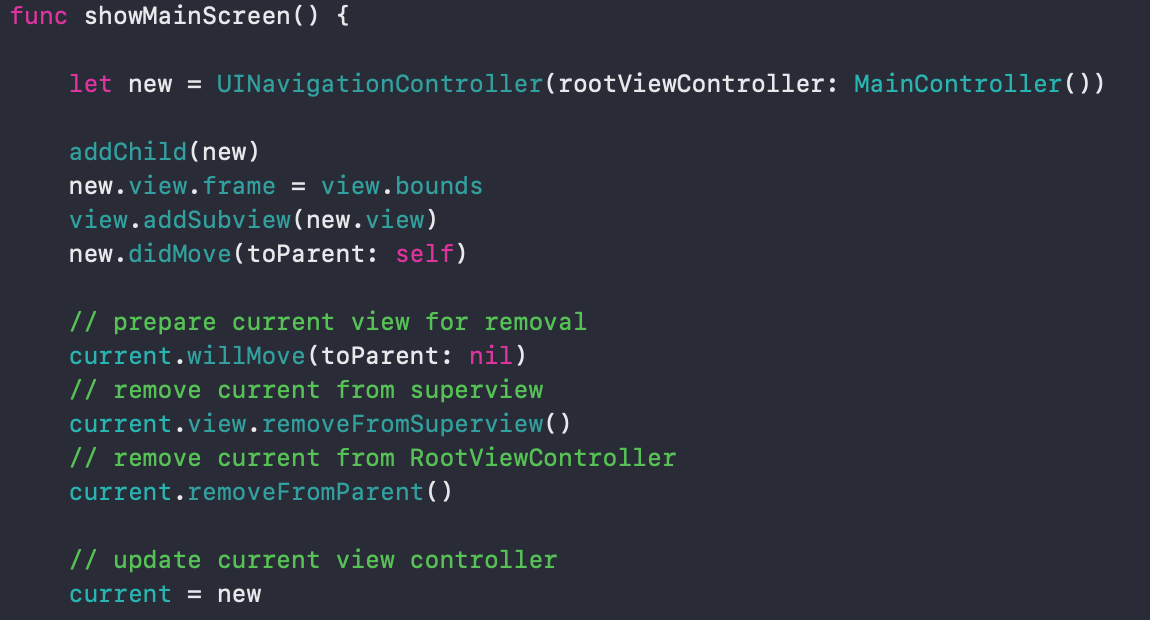 func showMainScreen() {
let new = UINavigationController(rootViewController: MainController())
addChild(new)
new.view.frame = view.bounds
view.addSubview(new.view)
new.didMove(toParent: self)
// prepare current view for removal
current.willMove(toParent: nil)
// remove current from superview
current.view.removeFromSuperview()
// remove current from RootViewController
current.removeFromParent()
// update current view controller
current = new